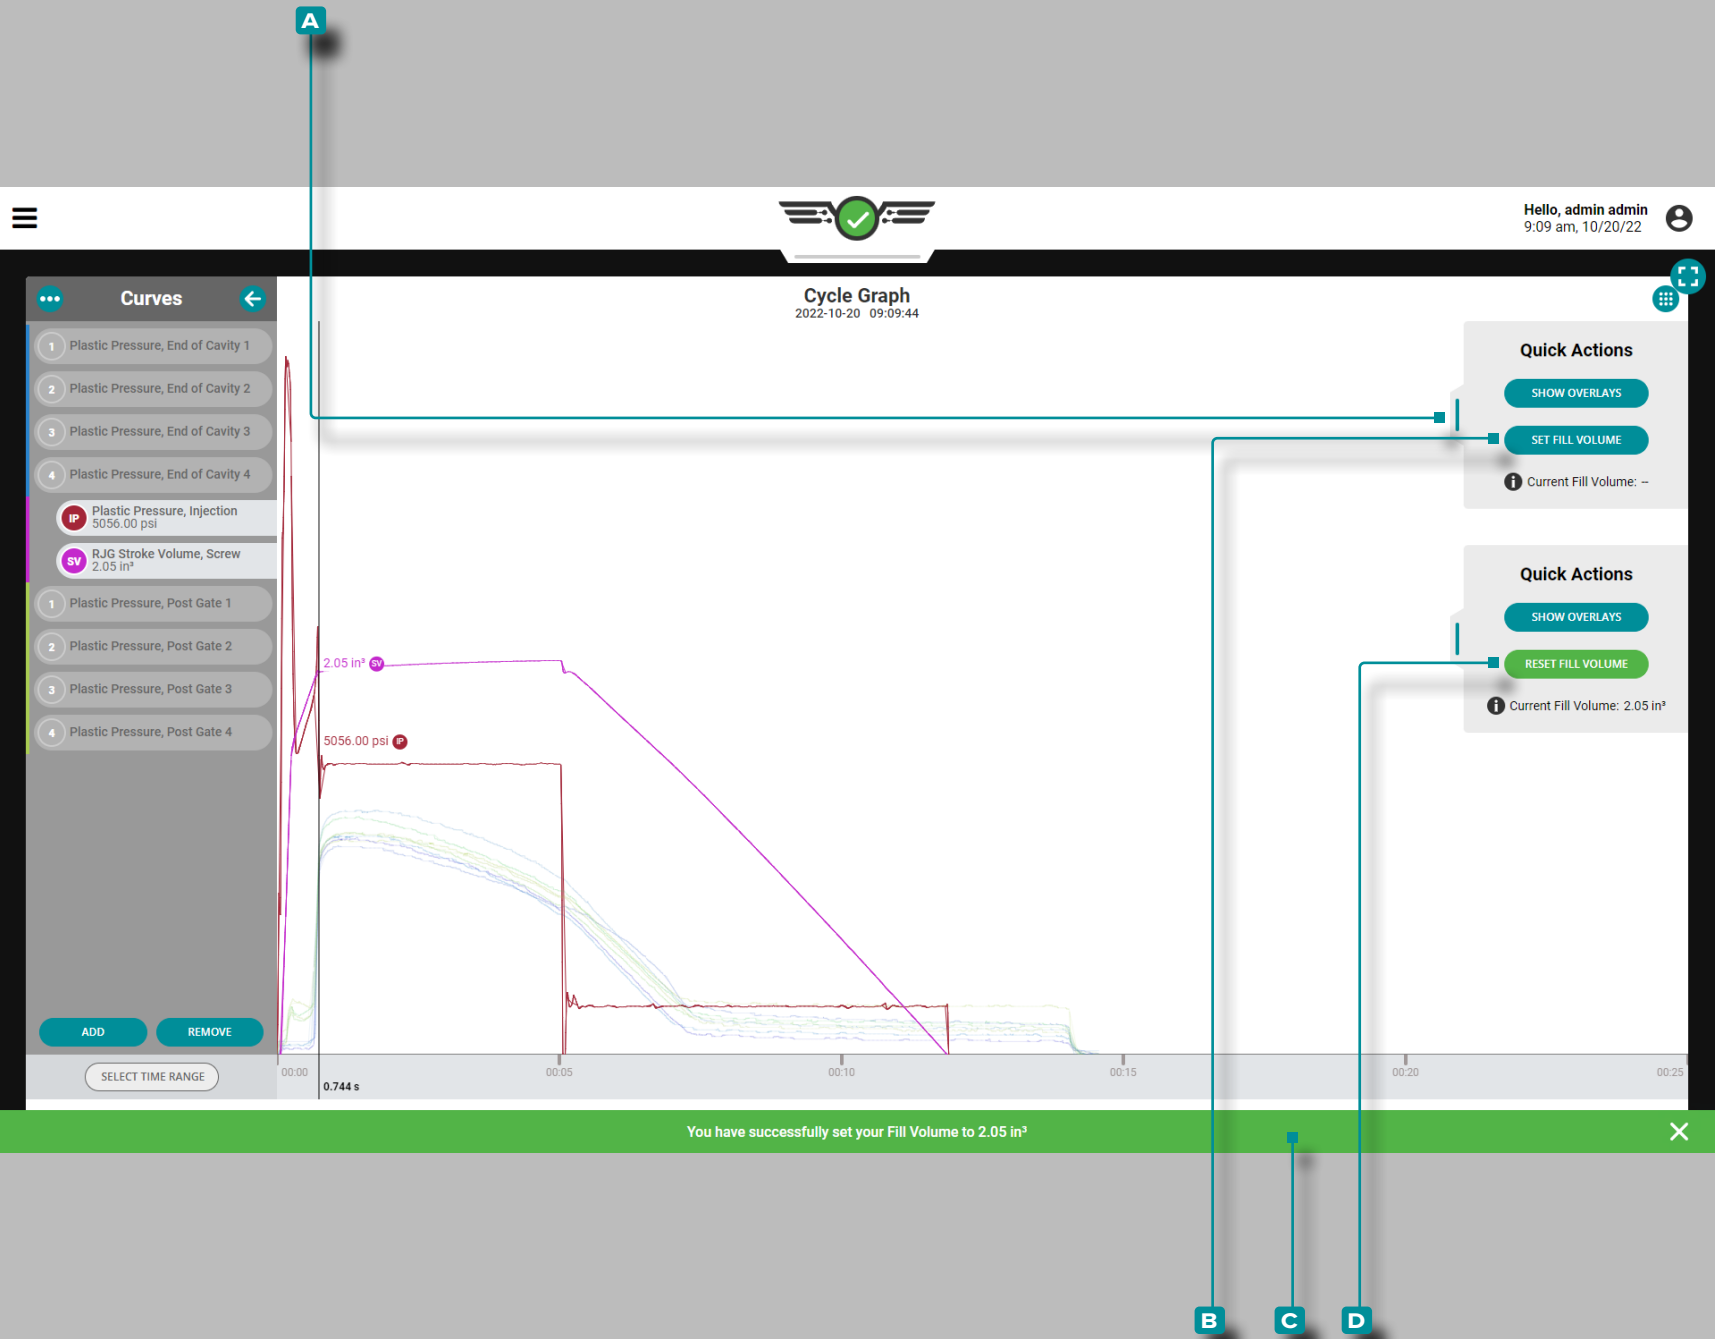 A
Hello, admin admin
9:09 am, 10/20/22
Curves
Cycle Graph
2022-10-20 09:09:44
1 Plastic Pressure, End of Cavity 1
2 Plastic Pressure, End of Cavity 2
3 Plastic Pressure, End of Cavity 3
4 Plastic Pressure, End of Cavity 4
IP Plastic Pressure, Injection
5056.00 psi
SV RJG Stroke Volume, Screw
2.05 in³
1 Plastic Pressure, Post Gate 1
2 Plastic Pressure, Post Gate 2
3 Plastic Pressure, Post Gate 3
4 Plastic Pressure, Post Gate 4
ADD
REMOVE
SELECT TIME RANGE
2.05 in³ SV
5056.00 psi IP
00:00
00:05
00:10
00:15
00:20
00:25
0.744 s
Quick Actions
SHOW OVERLAYS
SET FILL VOLUME
i Current Fill Volume: --
Quick Actions
SHOW OVERLAYS
RESET FILL VOLUME
i Current Fill Volume: 2.05 in³
You have successfully set your Fill Volume to 2.05 in³
B
C
D